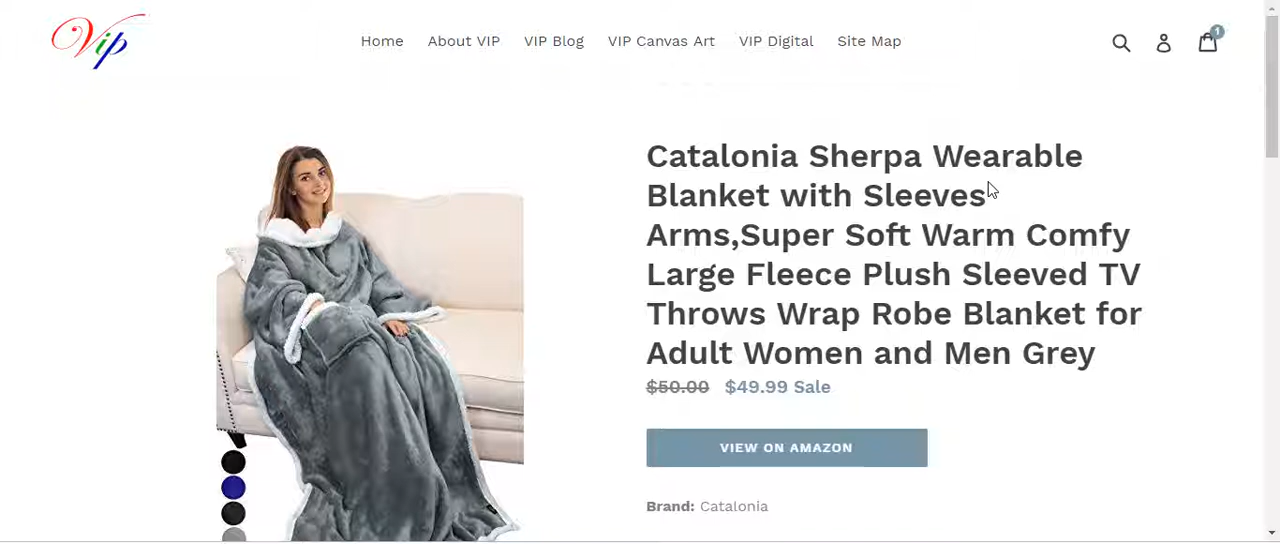 Vip
Home About VIP VIP Blog VIP Canvas Art VIP Digital Site Map
1
Catalonia Sherpa Wearable
Blanket with Sleeves
Arms,Super Soft Warm Comfy
Large Fleece Plush Sleeved TV
Throws Wrap Robe Blanket for
Adult Women and Men Grey
$50.00 $49.99 Sale
VIEW ON AMAZON
Brand: Catalonia